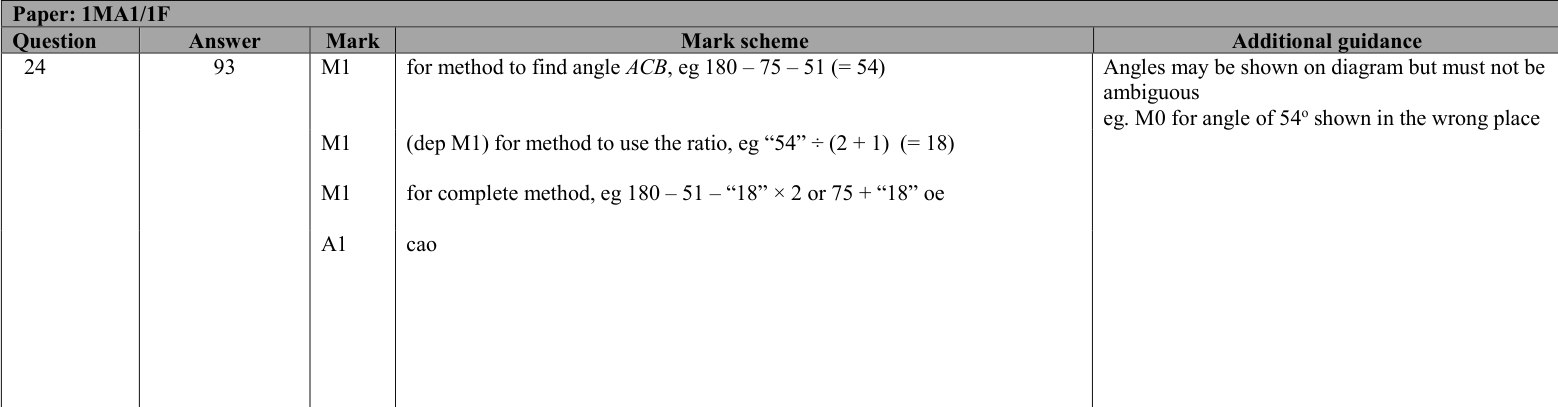 Paper: 1MA1/1F
Question Answer Mark Mark scheme Additional guidance
24 93 M1 for method to find angle ACB, eg 180 – 75 – 51 (= 54) Angles may be shown on diagram but must not be
ambiguous
eg. M0 for angle of 54º shown in the wrong place
M1 (dep M1) for method to use the ratio, eg “54” ÷ (2 + 1) (= 18)
M1 for complete method, eg 180 – 51 – “18” × 2 or 75 + “18” oe
A1 cao